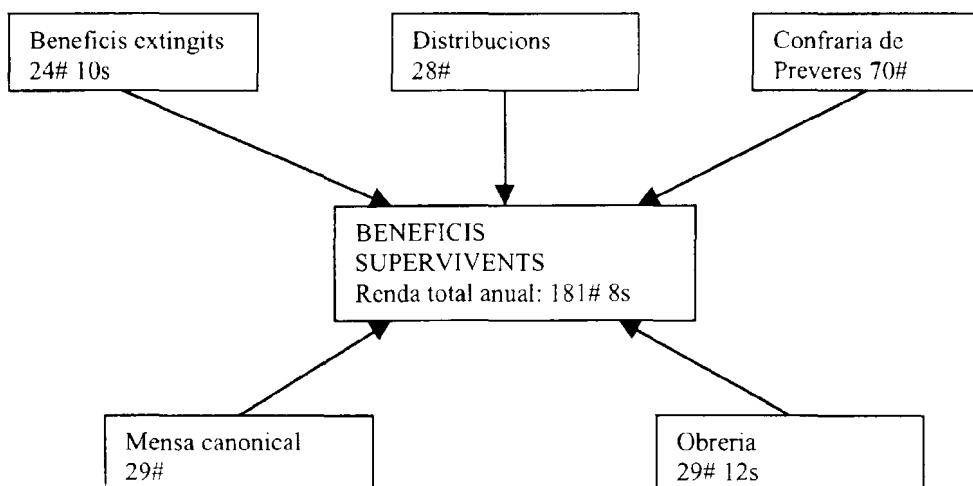 Beneficis extingits
24# 10s
Distribucions
28#
Confraria de
Preveres 70#
BENEFICIS
SUPERVIVENTS
Renda total anual: 181# 8s
Mensa canonical
29#
Obreria
29# 12s